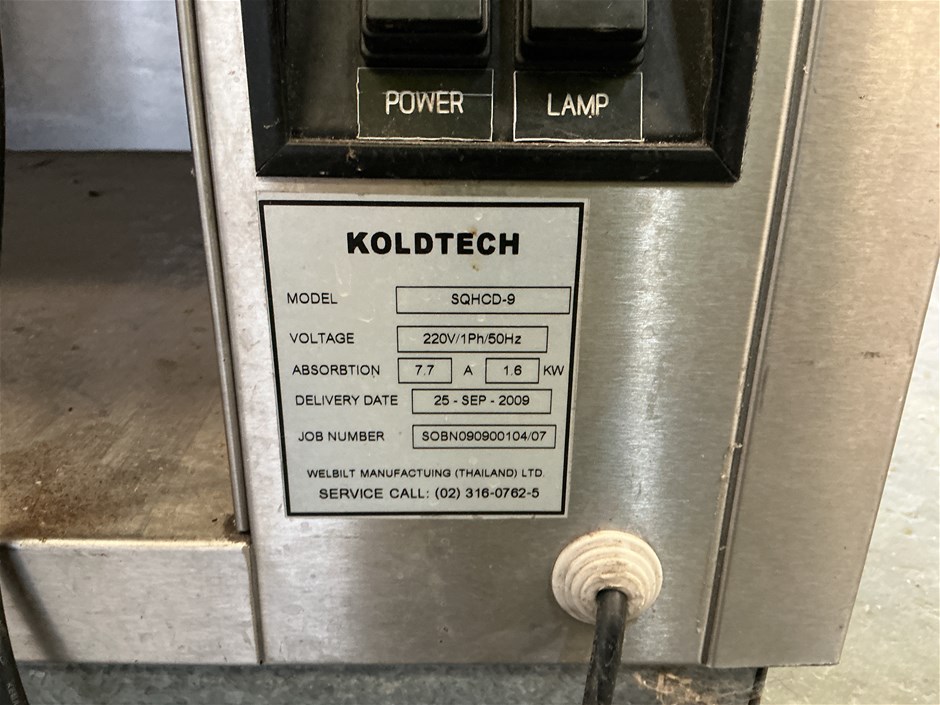 POWER LAMP
KOLDTECH
MODEL SQHCD-9
VOLTAGE 220V/1Ph/50Hz
ABSORBTION 7.7 A 1.6 KW
DELIVERY DATE 25 - SEP - 2009
JOB NUMBER SOBN090900104/07
WELBILT MANUFACTUING (THAILAND) LTD.
SERVICE CALL: (02) 316-0762-5